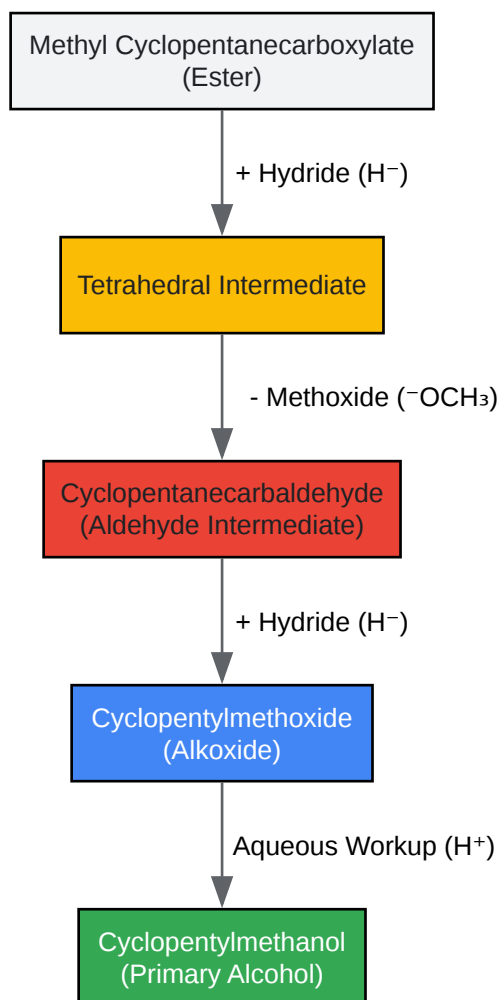 Methyl Cyclopentanecarboxylate
(Ester)
+ Hydride (H⁻)
Tetrahedral Intermediate
- Methoxide (⁻OCH₃)
Cyclopentanecarbaldehyde
(Aldehyde Intermediate)
+ Hydride (H⁻)
Cyclopentylmethoxide
(Alkoxide)
Aqueous Workup (H⁺)
Cyclopentylmethanol
(Primary Alcohol)